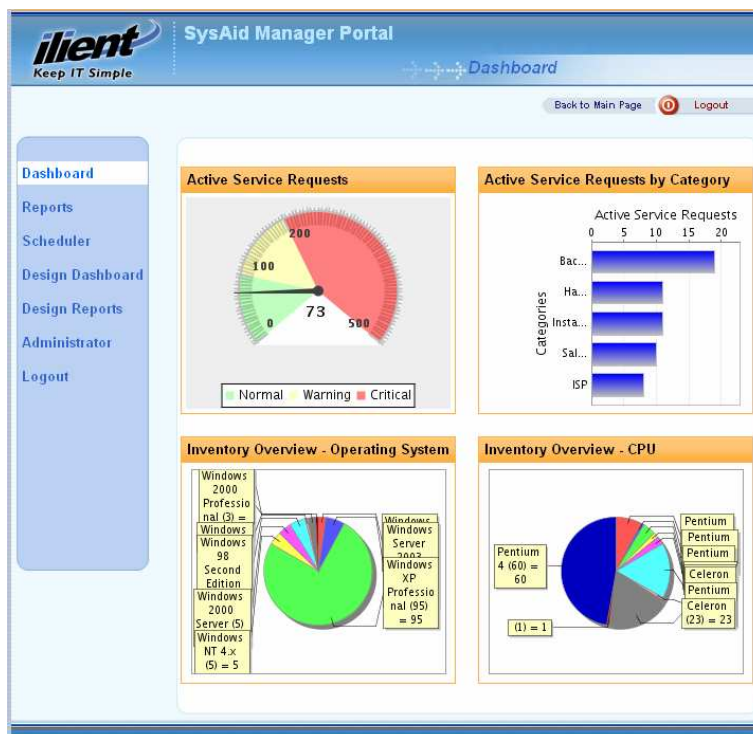 ilient
Keep IT Simple
SysAid Manager Portal
Dashboard
Back to Main Page
Logout
Dashboard
Reports
Scheduler
Design Dashboard
Design Reports
Administrator
Logout
Active Service Requests
0
100
200
500
73
Normal
Warning
Critical
Active Service Requests by Category
Active Service Requests
0 5 10 15 20
Categories
Bac...
Ha...
Insta...
Sal...
ISP
Inventory Overview - Operating System
Windows
2000
Professio
nal (3) =
Windows
Windows
98
Second
Edition
Windows
2000
Server (5)
Windows
NT 4.x
(5) = 5
Windows
Windows
Server
2003
Windows
XP
Professio
nal (95)
= 95
Inventory Overview - CPU
Pentium
4 (60) =
60
(1) = 1
Pentium
Pentium
Pentium
Celeron
Pentium
Celeron
(23) = 23